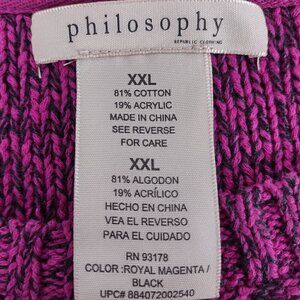 philosophy
REPUBLIC CLOTHING
XXL
81% COTTON
19% ACRYLIC
MADE IN CHINA
SEE REVERSE
FOR CARE
XXL
81% ALGODON
19% ACRÍLICO
HECHO EN CHINA
VEA EL REVERSO
PARA EL CUIDADO
RN 93178
COLOR :ROYAL MAGENTA/
BLACK
UPC# 884072002540